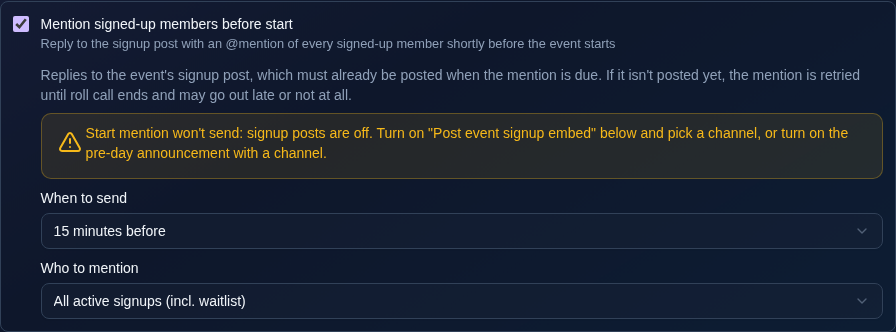 Mention signed-up members before start
Reply to the signup post with an @mention of every signed-up member shortly before the event starts
Replies to the event's signup post, which must already be posted when the mention is due. If it isn't posted yet, the mention is retried
until roll call ends and may go out late or not at all.
Start mention won't send: signup posts are off. Turn on "Post event signup embed" below and pick a channel, or turn on the
pre-day announcement with a channel.
When to send
15 minutes before
Who to mention
All active signups (incl. waitlist)